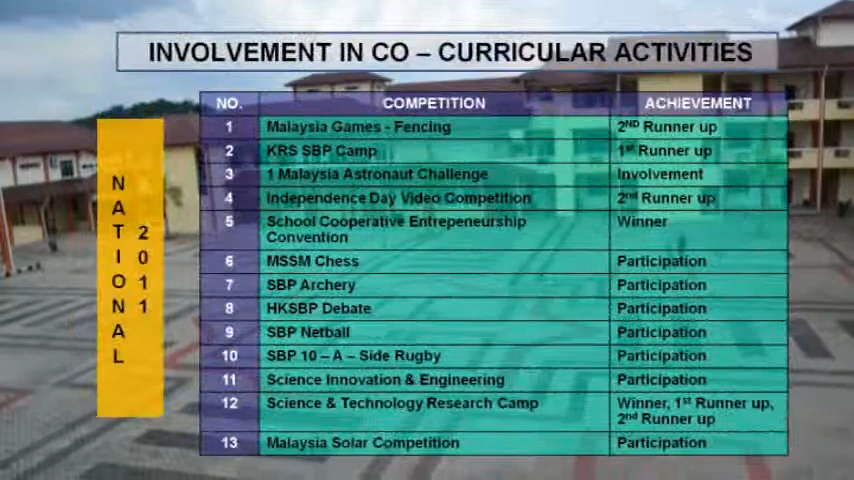 INVOLVEMENT IN CO – CURRICULAR ACTIVITIES
NATIONAL
2011
NO. COMPETITION ACHIEVEMENT
1 Malaysia Games - Fencing 2ND Runner up
2 KRS SBP Camp 1st Runner up
3 1 Malaysia Astronaut Challenge Involvement
4 Independence Day Video Competition 2nd Runner up
5 School Cooperative Entrepeneurship Winner
Convention
6 MSSM Chess Participation
7 SBP Archery Participation
8 HKSBP Debate Participation
9 SBP Netball Participation
10 SBP 10 – A – Side Rugby Participation
11 Science Innovation & Engineering Participation
12 Science & Technology Research Camp Winner, 1st Runner up,
2nd Runner up
13 Malaysia Solar Competition Participation